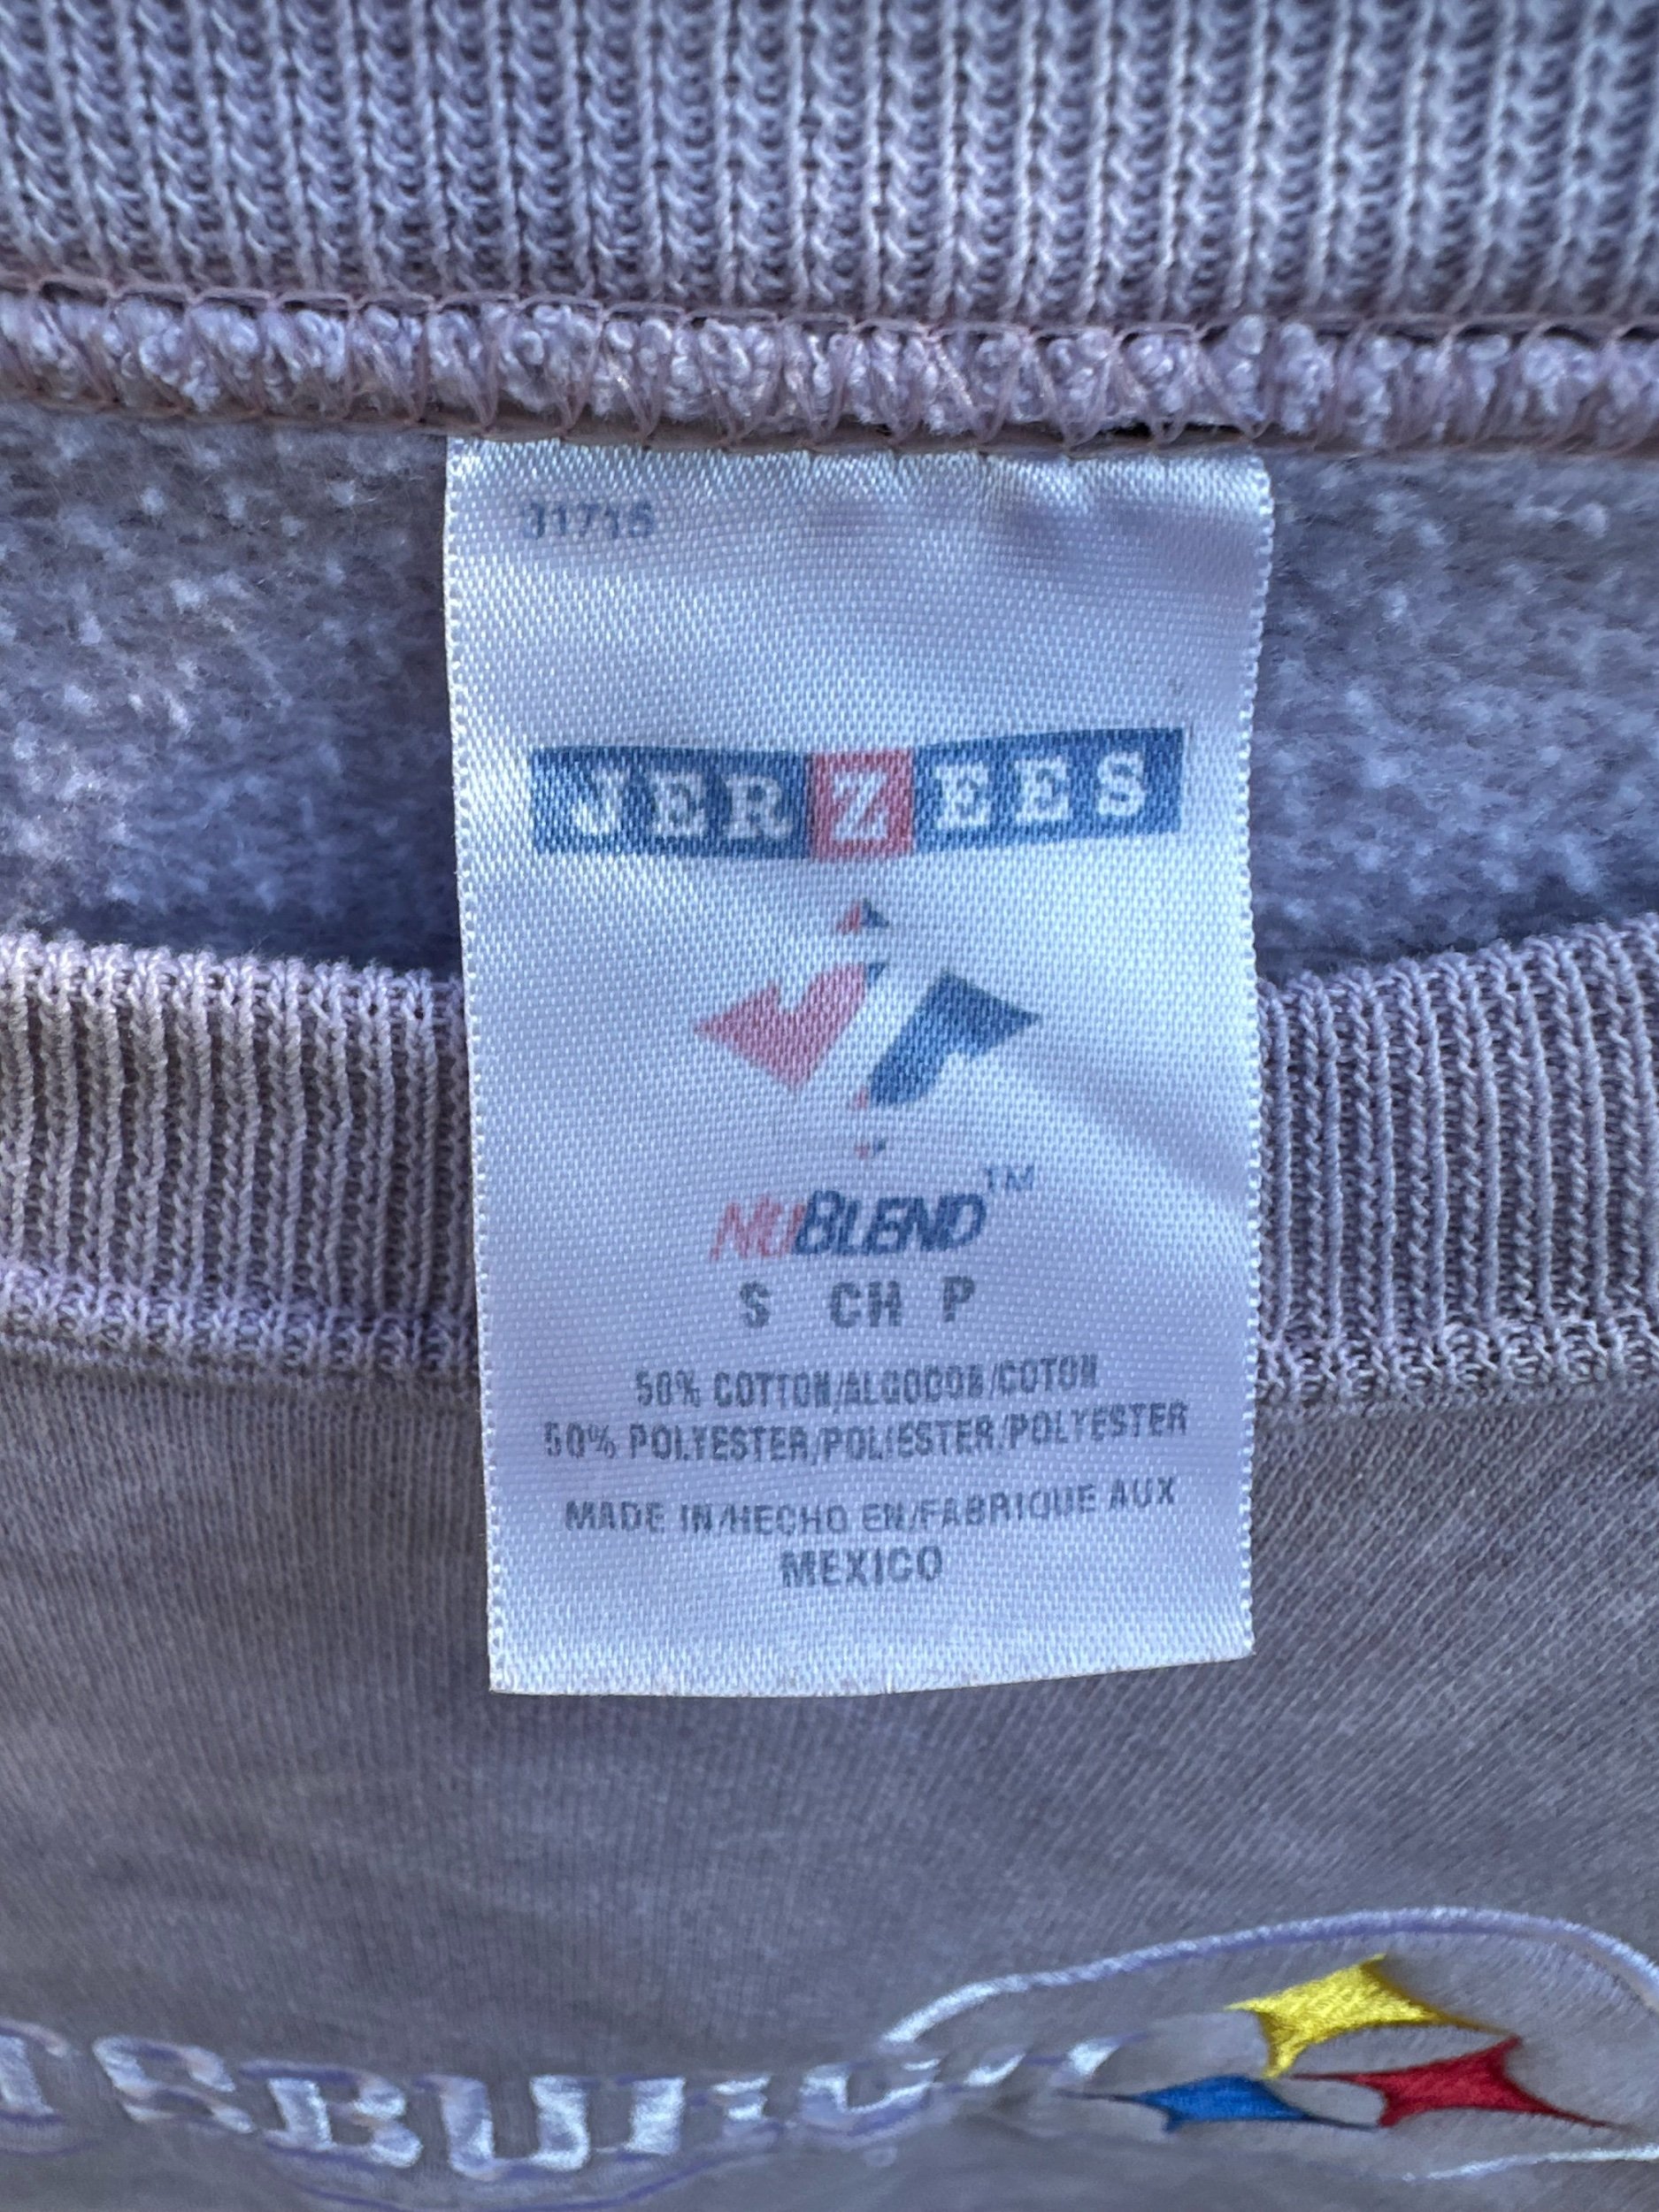 31715
JERZEES
NUBLEND™
S CH P
50% COTTON/ALGODON/COTON
50% POLYESTER/POLIESTER/POLYESTER
MADE IN/HECHO EN/FABRIQUE AUX
MEXICO